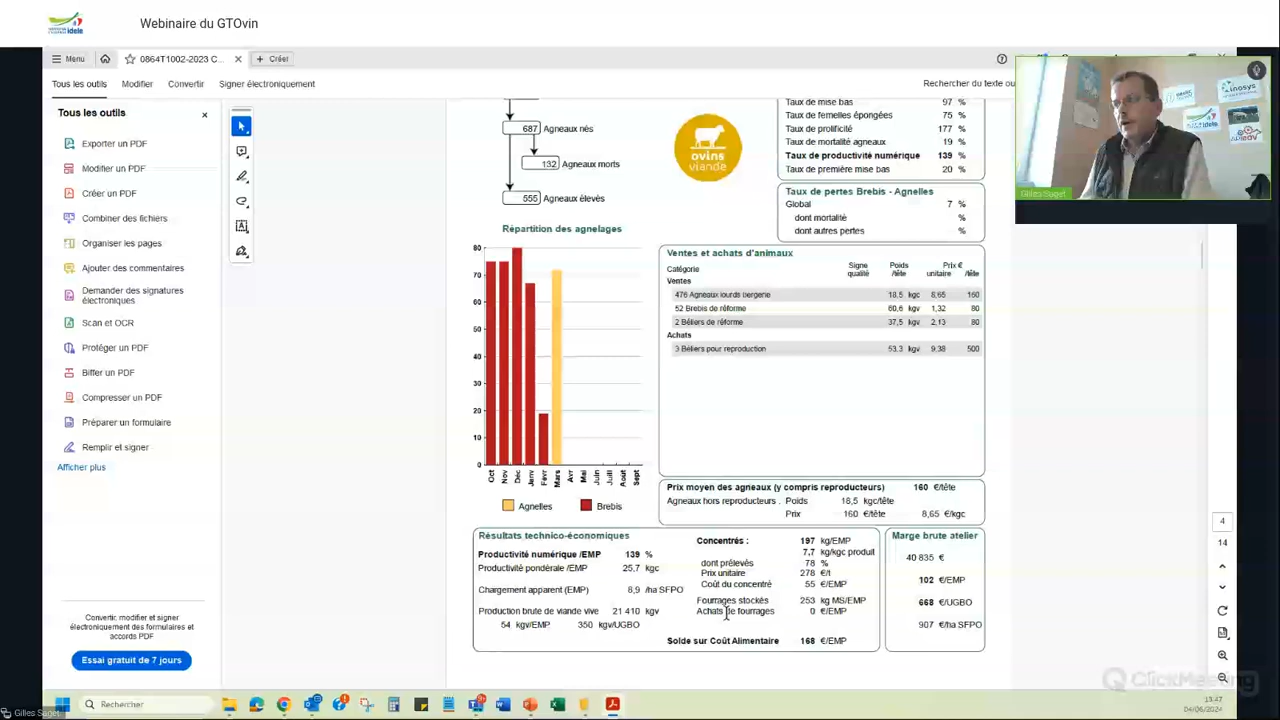 Webinaire du GTOvin
idele
Menu
0864T1002-2023 C...
Créer
Tous les outils
Modifier
Convertir
Signer électroniquement
Rechercher du texte ou
Tous les outils
Exporter un PDF
Modifier un PDF
Créer un PDF
Combiner des fichiers
Organiser les pages
Ajouter des commentaires
Demander des signatures
électroniques
Scan et OCR
Protéger un PDF
Biffer un PDF
Compresser un PDF
Préparer un formulaire
Remplir et signer
Afficher plus
Convertir, modifier et signer
électroniquement des formulaires et
accords PDF
Essai gratuit de 7 jours
687 Agneaux nés
132 Agneaux morts
555 Agneaux élevés
ovins
viande
Taux de mise bas 97 %
Taux de femelles épongées 75 %
Taux de prolificité 177 %
Taux de mortalité agneaux 19 %
Taux de productivité numérique 139 %
Taux de première mise bas 20 %
Taux de pertes Brebis - Agnelles
Global 7 %
dont mortalité %
dont autres pertes %
Répartition des agnelages
80
70
60
50
40
30
20
10
0
Oct Nov Déc Janv Févr Mars Avr Mai Juin Juil Aout Sept
Agnelles Brebis
Ventes et achats d'animaux
Catégorie Signe qualité Poids /tête Prix € unitaire /tête
Ventes
476 Agneaux lourds bergerie 18,5 kgc 8,65 160
52 Brebis de réforme 60,6 kgv 1,32 80
2 Béliers de réforme 37,5 kgv 2,13 80
Achats
3 Béliers pour reproduction 53,3 kgv 9,38 500
Prix moyen des agneaux (y compris reproducteurs) 160 €/tête
Agneaux hors reproducteurs : Poids 18,5 kgc/tête
Prix 160 €/tête 8,65 €/kgc
Résultats technico-économiques
Productivité numérique /EMP 139 %
Productivité pondérale /EMP 25,7 kgc
Chargement apparent (EMP) 8,9 /ha SFPO
Production brute de viande vive 21 410 kgv
54 kgv/EMP 350 kgv/UGBO
Concentrés : 197 kg/EMP
7,7 kg/kgc produit
dont prélevés 78 %
Prix unitaire 278 €/t
Coût du concentré 55 €/EMP
Fourrages stockés 253 kg MS/EMP
Achats de fourrages 0 €/EMP
Solde sur Coût Alimentaire 168 €/EMP
Marge brute atelier
40 835 €
102 €/EMP
668 €/UGBO
907 €/ha SFPO
4
14
Gilles Saget
inosys
idele
ClickMeeting
Rechercher
13:47
04/06/2024
Gilles Saget